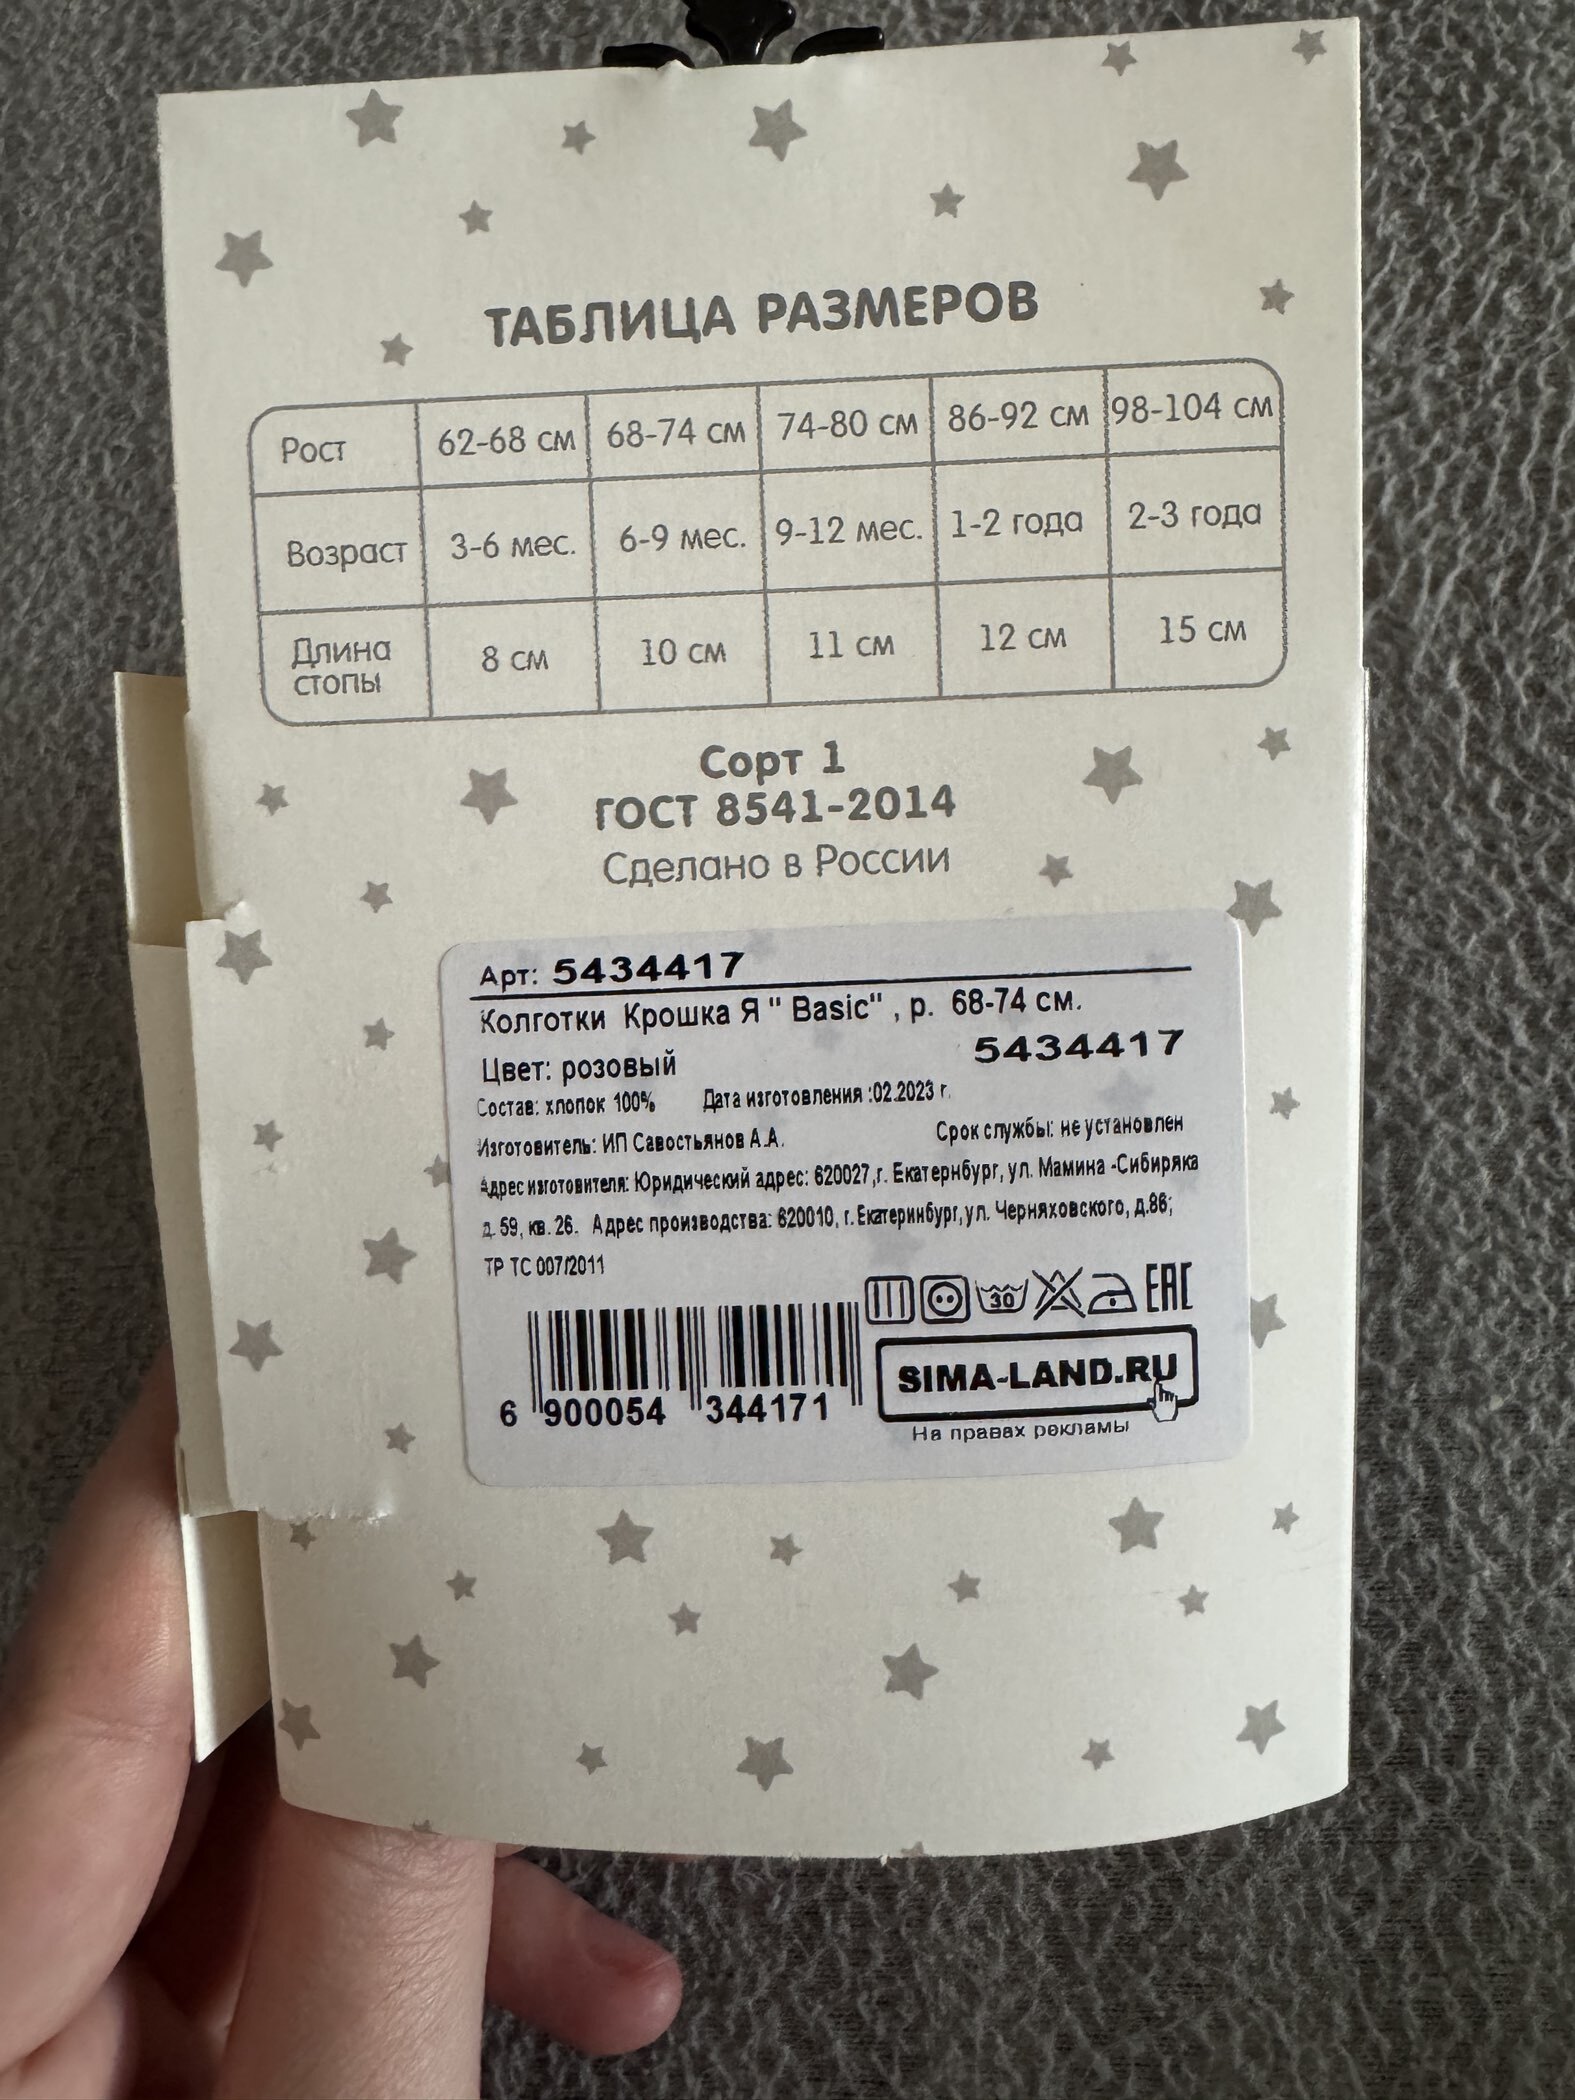 ТАБЛИЦА РАЗМЕРОВ
Рост 62-68 см 68-74 см 74-80 см 86-92 см 98-104 см
Возраст 3-6 мес. 6-9 мес. 9-12 мес. 1-2 года 2-3 года
Длина стопы 8 см 10 см 11 см 12 см 15 см
Сорт 1
ГОСТ 8541-2014
Сделано в России
Арт: 5434417
Колготки Крошка Я " Basic" , р. 68-74 см.
5434417
Цвет: розовый
Состав: хлопок 100% Дата изготовления :02.2023 г.
Изготовитель: ИП Савостьянов А.А. Срок службы: не установлен
Адрес изготовителя: Юридический адрес: 620027,г. Екатернбург, ул. Мамина -Сибиряка
д. 59, кв. 26. Адрес производства: 620010, г. Екатеринбург,ул. Черняховского, д.86;
ТР ТС 007/2011
30 EAC
SIMA-LAND.RU
6 900054 344171
На правах рекламы